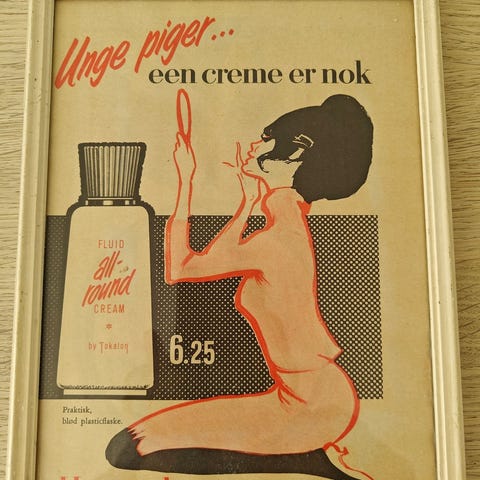 Unge piger...
een creme er nok
FLUID
all-
round
CREAM
by Tokalon
6.25
Praktisk,
blød plasticflaske.